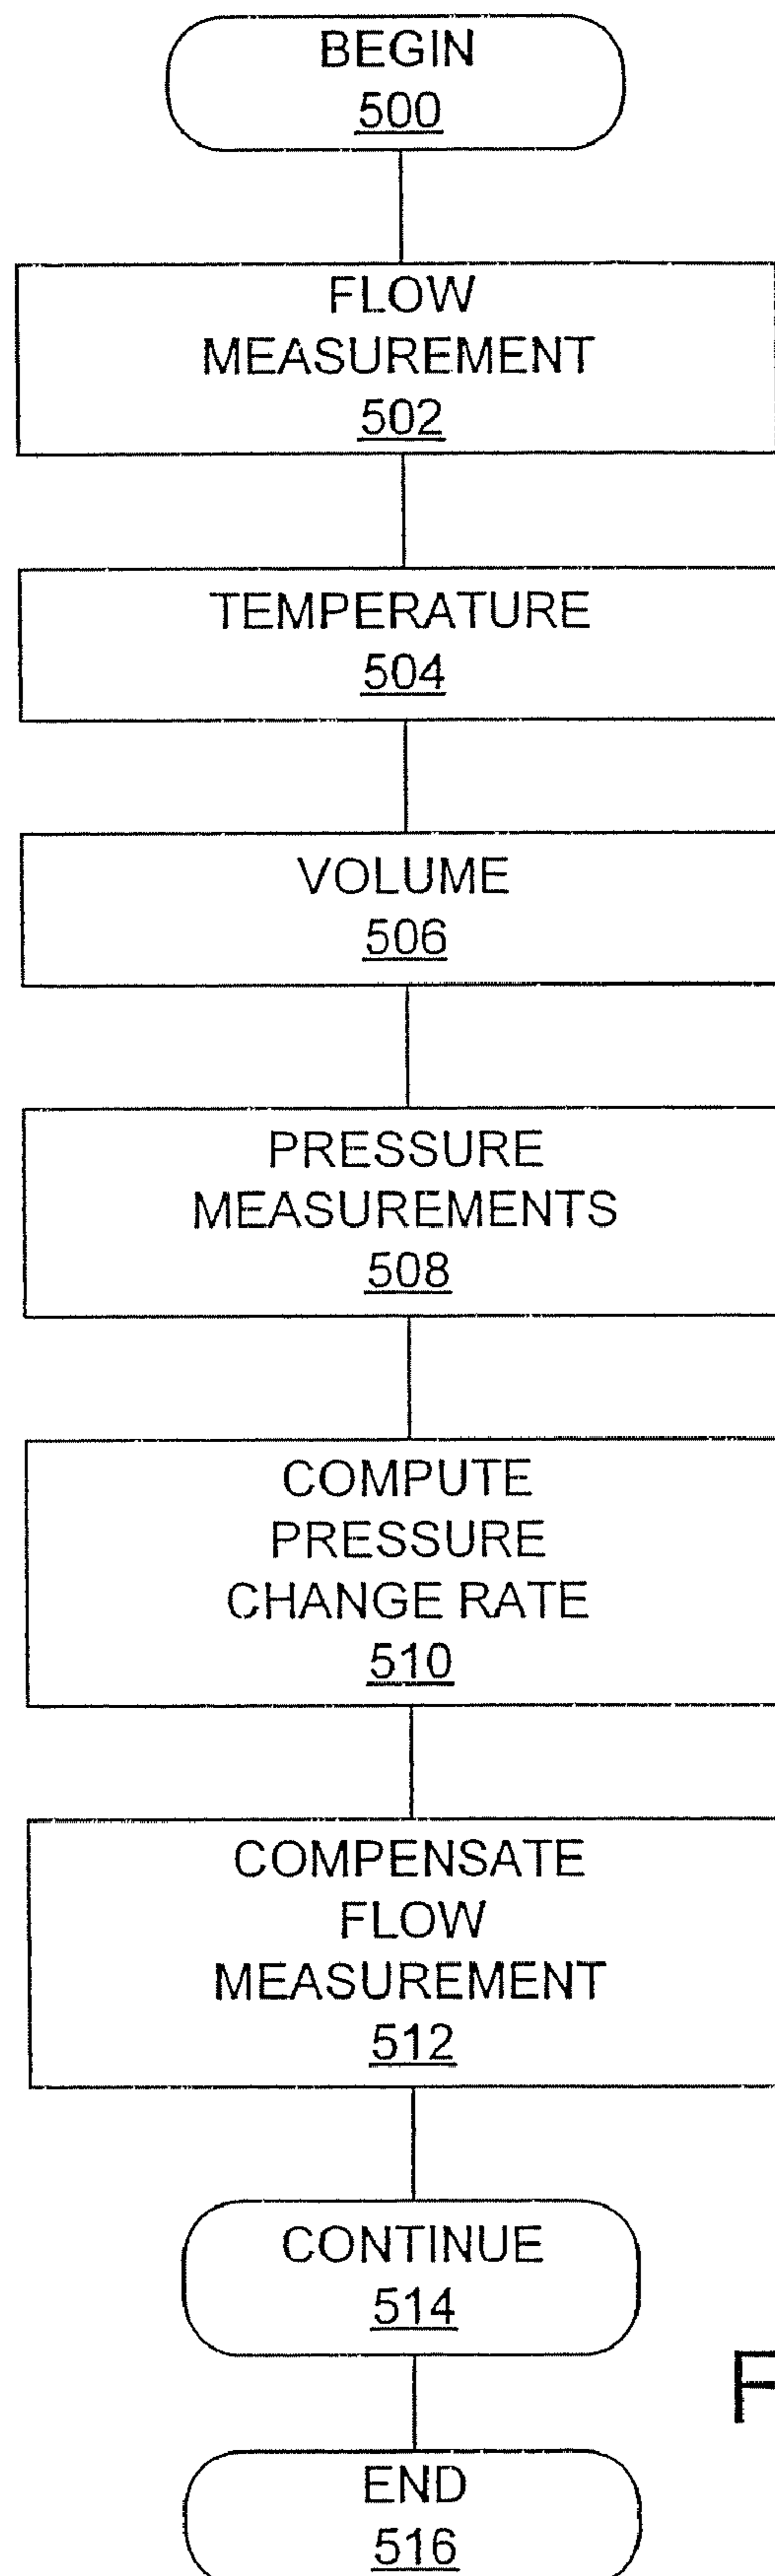 BEGIN
500
FLOW
MEASUREMENT
502
TEMPERATURE
504
VOLUME
506
PRESSURE
MEASUREMENTS
508
COMPUTE
PRESSURE
CHANGE RATE
510
COMPENSATE
FLOW
MEASUREMENT
512
CONTINUE
514
F
END
516